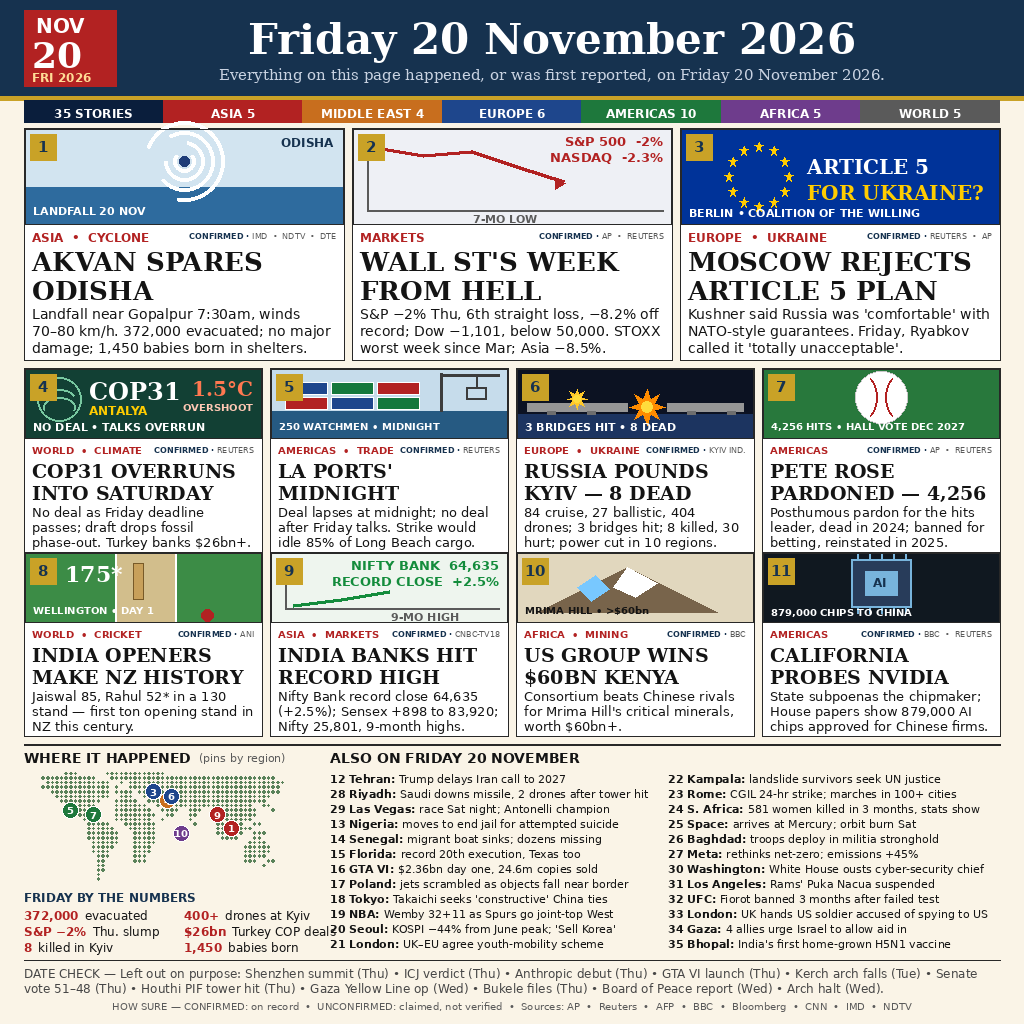 NOV
20
FRI 2026
Friday 20 November 2026
Everything on this page happened, or was first reported, on Friday 20 November 2026.
35 STORIES
ASIA 5
MIDDLE EAST 4
EUROPE 6
AMERICAS 10
AFRICA 5
WORLD 5
1
ODISHA
LANDFALL 20 NOV
ASIA • CYCLONE
CONFIRMED • IMD • NDTV • DTE
AKVAN SPARES
ODISHA
Landfall near Gopalpur 7:30am, winds
70–80 km/h. 372,000 evacuated; no major
damage; 1,450 babies born in shelters.
2
S&P 500 -2%
NASDAQ -2.3%
7-MO LOW
MARKETS
CONFIRMED • AP • REUTERS
WALL ST'S WEEK
FROM HELL
S&P −2% Thu, 6th straight loss, −8.2% off
record; Dow −1,101, below 50,000. STOXX
worst week since Mar; Asia −8.5%.
3
ARTICLE 5
FOR UKRAINE?
BERLIN • COALITION OF THE WILLING
EUROPE • UKRAINE
CONFIRMED • REUTERS • AP
MOSCOW REJECTS
ARTICLE 5 PLAN
Kushner said Russia was 'comfortable' with
NATO-style guarantees. Friday, Ryabkov
called it 'totally unacceptable'.
4
COP31
ANTALYA
1.5°C
OVERSHOOT
NO DEAL • TALKS OVERRUN
WORLD • CLIMATE
CONFIRMED • REUTERS
COP31 OVERRUNS
INTO SATURDAY
No deal as Friday deadline
passes; draft drops fossil
phase-out. Turkey banks $26bn+.
5
250 WATCHMEN • MIDNIGHT
AMERICAS • TRADE
CONFIRMED • REUTERS
LA PORTS'
MIDNIGHT
Deal lapses at midnight; no deal
after Friday talks. Strike would
idle 85% of Long Beach cargo.
6
3 BRIDGES HIT • 8 DEAD
EUROPE • UKRAINE
CONFIRMED • KYIV IND.
RUSSIA POUNDS
KYIV — 8 DEAD
84 cruise, 27 ballistic, 404
drones; 3 bridges hit; 8 killed, 30
hurt; power cut in 10 regions.
7
4,256 HITS • HALL VOTE DEC 2027
AMERICAS
CONFIRMED • AP • REUTERS
PETE ROSE
PARDONED — 4,256
Posthumous pardon for the hits
leader, dead in 2024; banned for
betting, reinstated in 2025.
8
175*
WELLINGTON • DAY 1
WORLD • CRICKET
CONFIRMED • ANI
INDIA OPENERS
MAKE NZ HISTORY
Jaiswal 85, Rahul 52* in a 130
stand — first ton opening stand in
NZ this century.
9
NIFTY BANK 64,635
RECORD CLOSE +2.5%
9-MO HIGH
ASIA • MARKETS
CONFIRMED • CNBC-TV18
INDIA BANKS HIT
RECORD HIGH
Nifty Bank record close 64,635
(+2.5%); Sensex +898 to 83,920;
Nifty 25,801, 9-month highs.
10
MRIMA HILL • >$60bn
AFRICA • MINING
CONFIRMED • BBC
US GROUP WINS
$60BN KENYA
Consortium beats Chinese rivals
for Mrima Hill's critical minerals,
worth $60bn+.
11
AI
879,000 CHIPS TO CHINA
AMERICAS
CONFIRMED • BBC • REUTERS
CALIFORNIA
PROBES NVIDIA
State subpoenas the chipmaker;
House papers show 879,000 AI
chips approved for Chinese firms.
WHERE IT HAPPENED (pins by region)
3
6
5
7
9
1
10
FRIDAY BY THE NUMBERS
372,000 evacuated
400+ drones at Kyiv
S&P −2% Thu. slump
$26bn Turkey COP deals
8 killed in Kyiv
1,450 babies born
ALSO ON FRIDAY 20 NOVEMBER
12 Tehran: Trump delays Iran call to 2027
28 Riyadh: Saudi downs missile, 2 drones after tower hit
29 Las Vegas: race Sat night; Antonelli champion
13 Nigeria: moves to end jail for attempted suicide
14 Senegal: migrant boat sinks; dozens missing
15 Florida: record 20th execution, Texas too
16 GTA VI: $2.36bn day one, 24.6m copies sold
17 Poland: jets scrambled as objects fall near border
18 Tokyo: Takaichi seeks 'constructive' China ties
19 NBA: Wemby 32+11 as Spurs go joint-top West
20 Seoul: KOSPI −44% from June peak; 'Sell Korea'
21 London: UK–EU agree youth-mobility scheme
22 Kampala: landslide survivors seek UN justice
23 Rome: CGIL 24-hr strike; marches in 100+ cities
24 S. Africa: 581 women killed in 3 months, stats show
25 Space: arrives at Mercury; orbit burn Sat
26 Baghdad: troops deploy in militia stronghold
27 Meta: rethinks net-zero; emissions +45%
30 Washington: White House ousts cyber-security chief
31 Los Angeles: Rams' Puka Nacua suspended
32 UFC: Fiorot banned 3 months after failed test
33 London: UK hands US soldier accused of spying to US
34 Gaza: 4 allies urge Israel to allow aid in
35 Bhopal: India's first home-grown H5N1 vaccine
DATE CHECK — Left out on purpose: Shenzhen summit (Thu) • ICJ verdict (Thu) • Anthropic debut (Thu) • GTA VI launch (Thu) • Kerch arch falls (Tue) • Senate
vote 51–48 (Thu) • Houthi PIF tower hit (Thu) • Gaza Yellow Line op (Wed) • Bukele files (Thu) • Board of Peace report (Wed) • Arch halt (Wed).
HOW SURE — CONFIRMED: on record • UNCONFIRMED: claimed, not verified • Sources: AP • Reuters • AFP • BBC • Bloomberg • CNN • IMD • NDTV